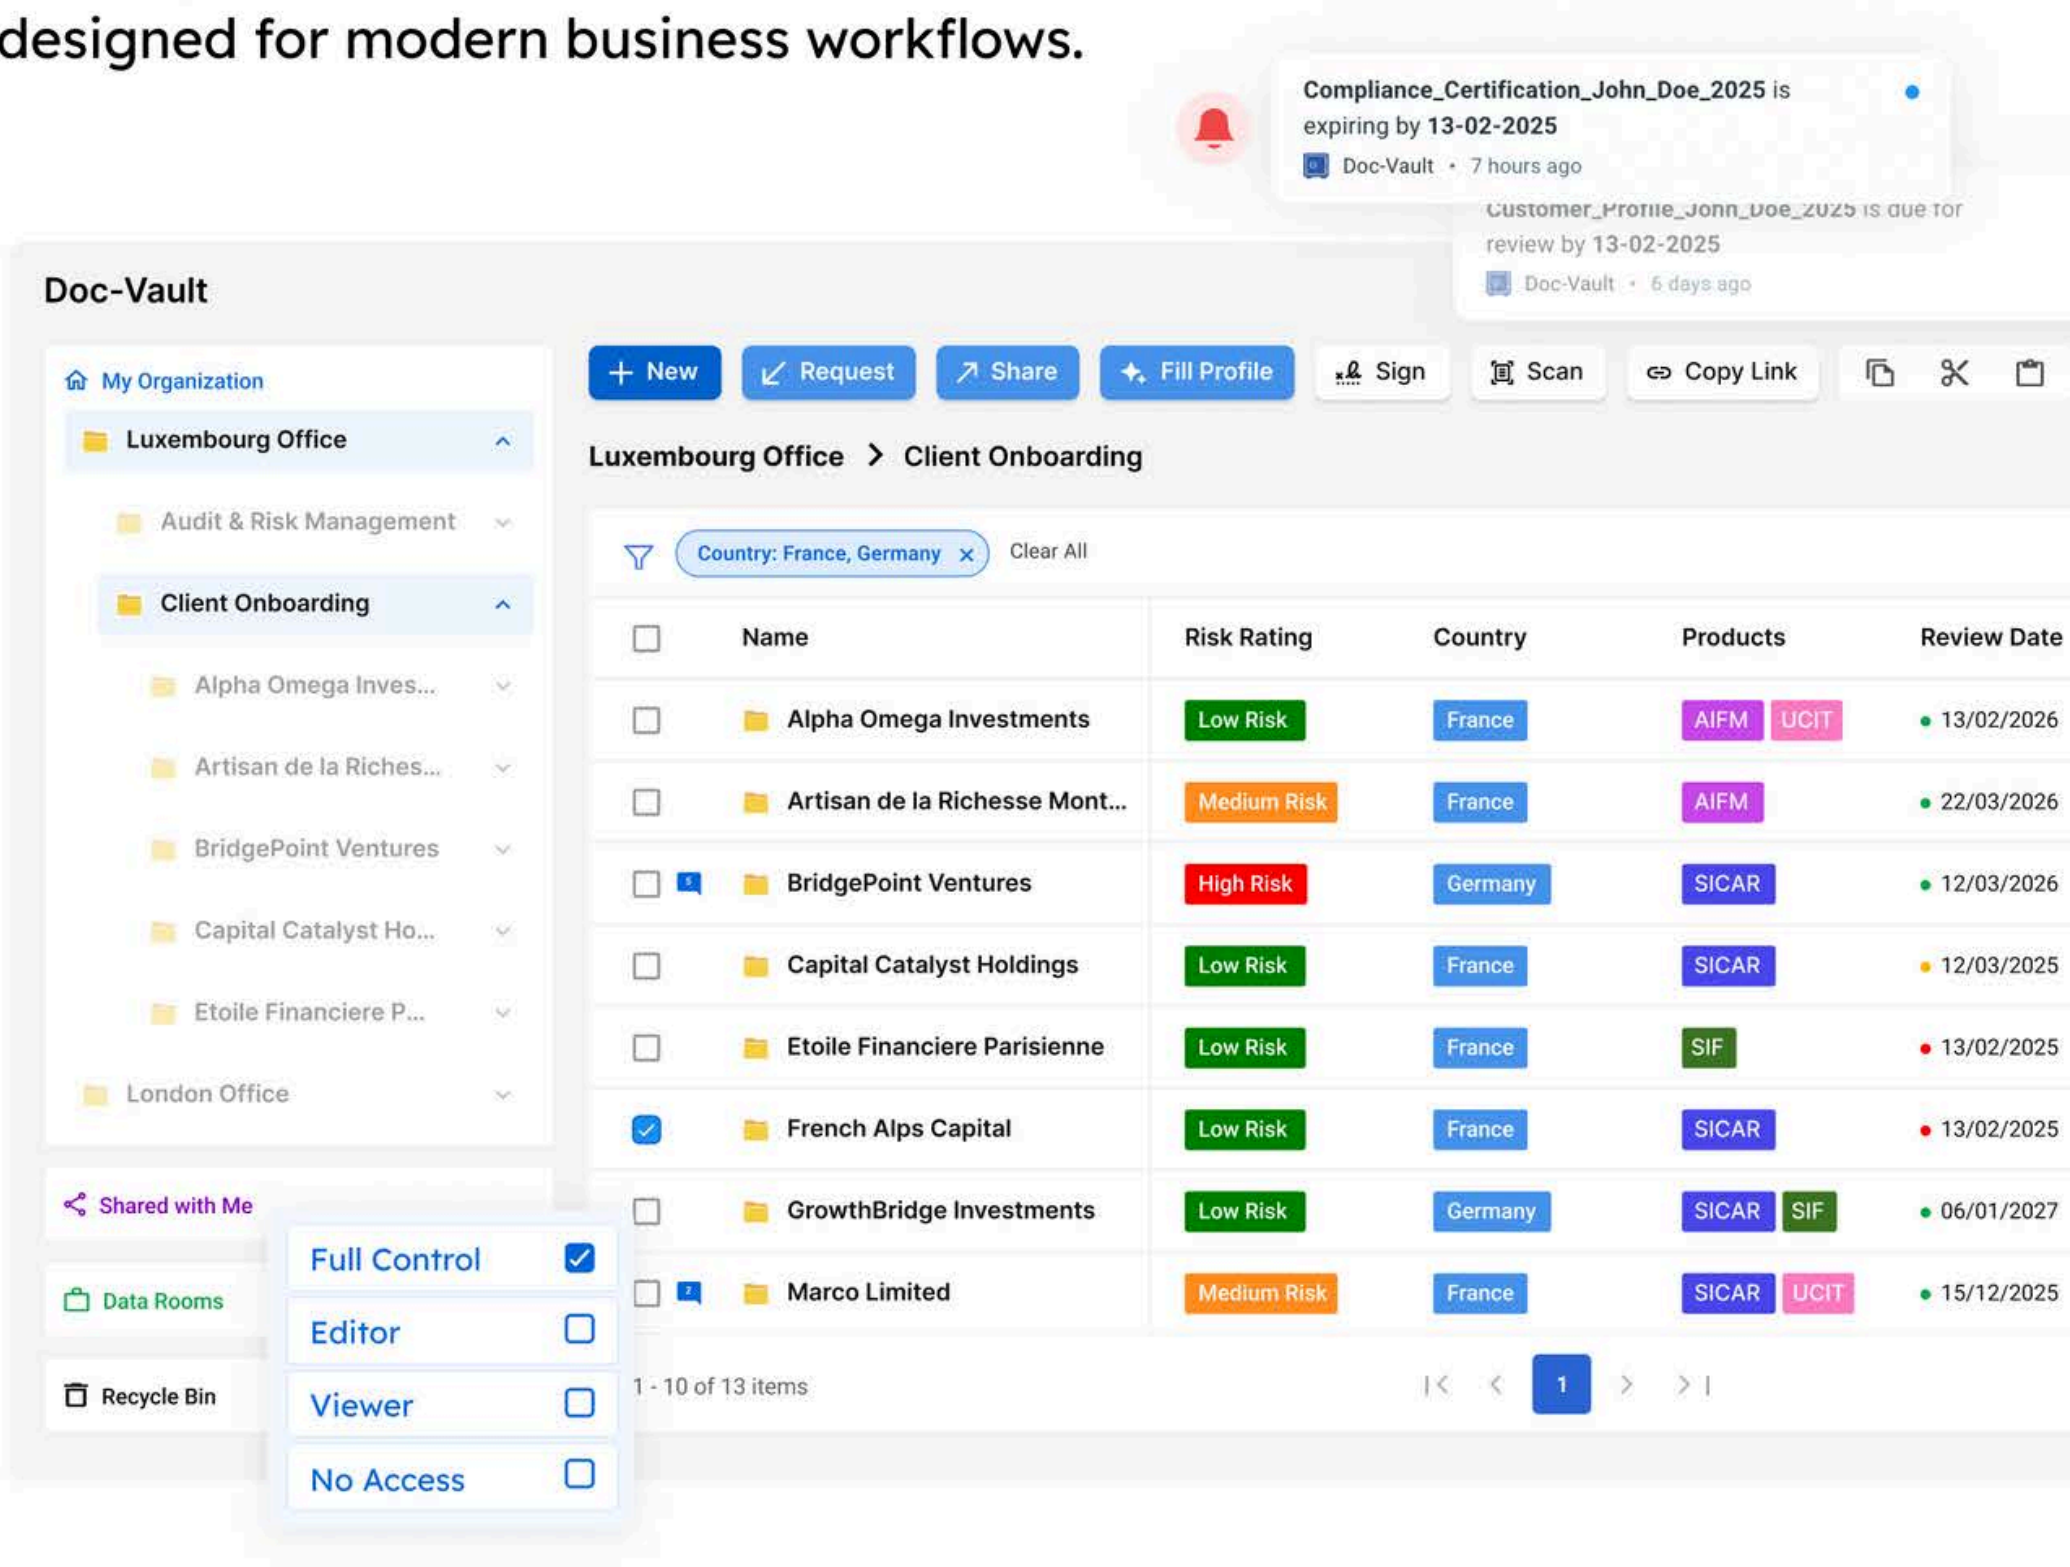 designed for modern business workflows.
Compliance_Certification_John_Doe_2025 is
expiring by 13-02-2025
Doc-Vault • 7 hours ago
Customer_Profile_John_Doe_2025 is due for
review by 13-02-2025
Doc-Vault • 6 days ago
Doc-Vault
My Organization
Luxembourg Office
Audit & Risk Management
Client Onboarding
Alpha Omega Inves...
Artisan de la Riches...
BridgePoint Ventures
Capital Catalyst Ho...
Etoile Financiere P...
London Office
Shared with Me
Data Rooms
Recycle Bin
Full Control
Editor
Viewer
No Access
New Request Share Fill Profile Sign Scan Copy Link
Luxembourg Office > Client Onboarding
Country: France, Germany × Clear All
Name Risk Rating Country Products Review Date
Alpha Omega Investments Low Risk France AIFM UCIT 13/02/2026
Artisan de la Richesse Mont... Medium Risk France AIFM 22/03/2026
5 BridgePoint Ventures High Risk Germany SICAR 12/03/2026
Capital Catalyst Holdings Low Risk France SICAR 12/03/2025
Etoile Financiere Parisienne Low Risk France SIF 13/02/2025
French Alps Capital Low Risk France SICAR 13/02/2025
GrowthBridge Investments Low Risk Germany SICAR SIF 06/01/2027
2 Marco Limited Medium Risk France SICAR UCIT 15/12/2025
1 - 10 of 13 items
1